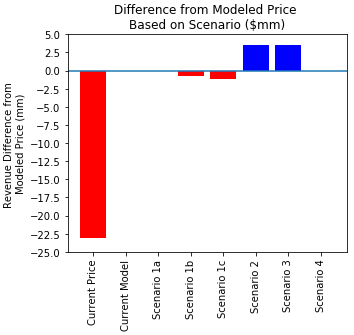 Difference from Modeled Price
Based on Scenario ($mm)
Revenue Difference from
Modeled Price (mm)
5.0
2.5
0.0
−2.5
−5.0
−7.5
−10.0
−12.5
−15.0
−17.5
−20.0
−22.5
−25.0
Current Price
Current Model
Scenario 1a
Scenario 1b
Scenario 1c
Scenario 2
Scenario 3
Scenario 4